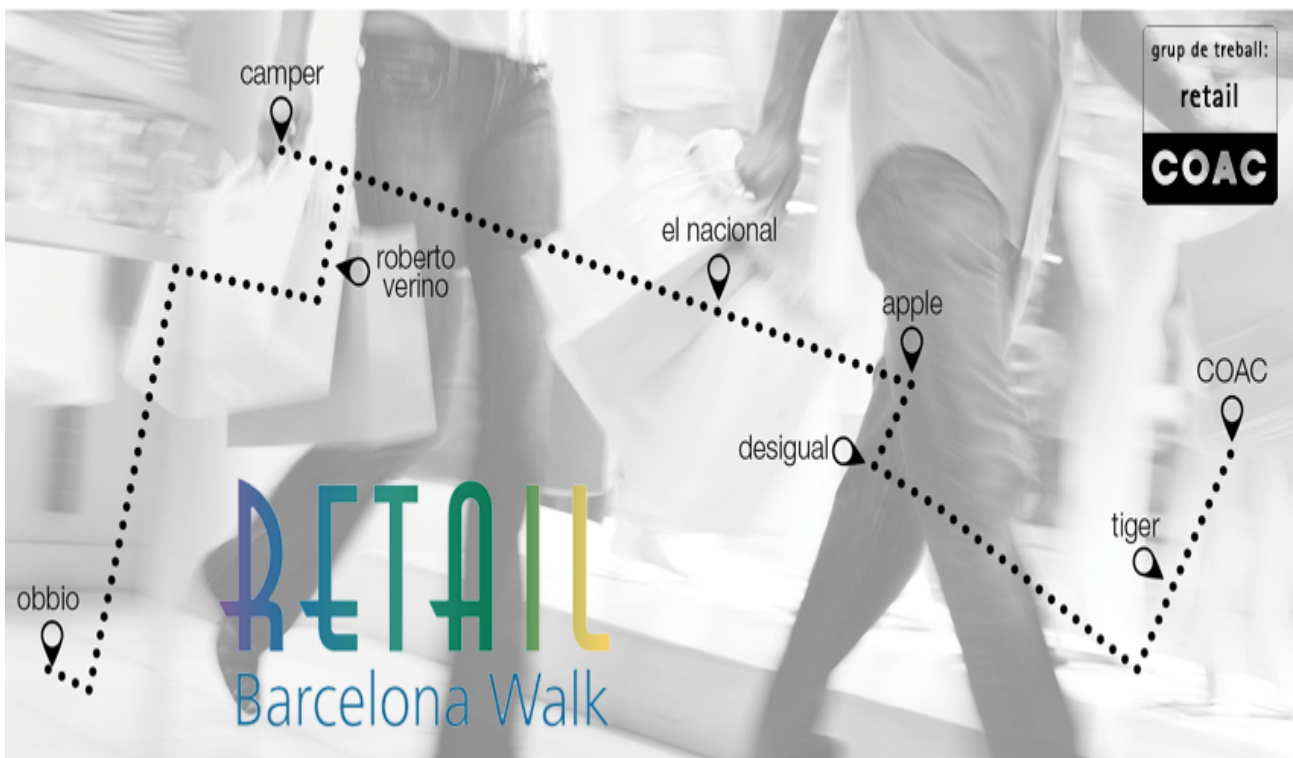 grup de treball:
retail
COAC
camper
el nacional
roberto
verino
apple
COAC
desigual
tiger
obbio
RETAIL
Barcelona Walk